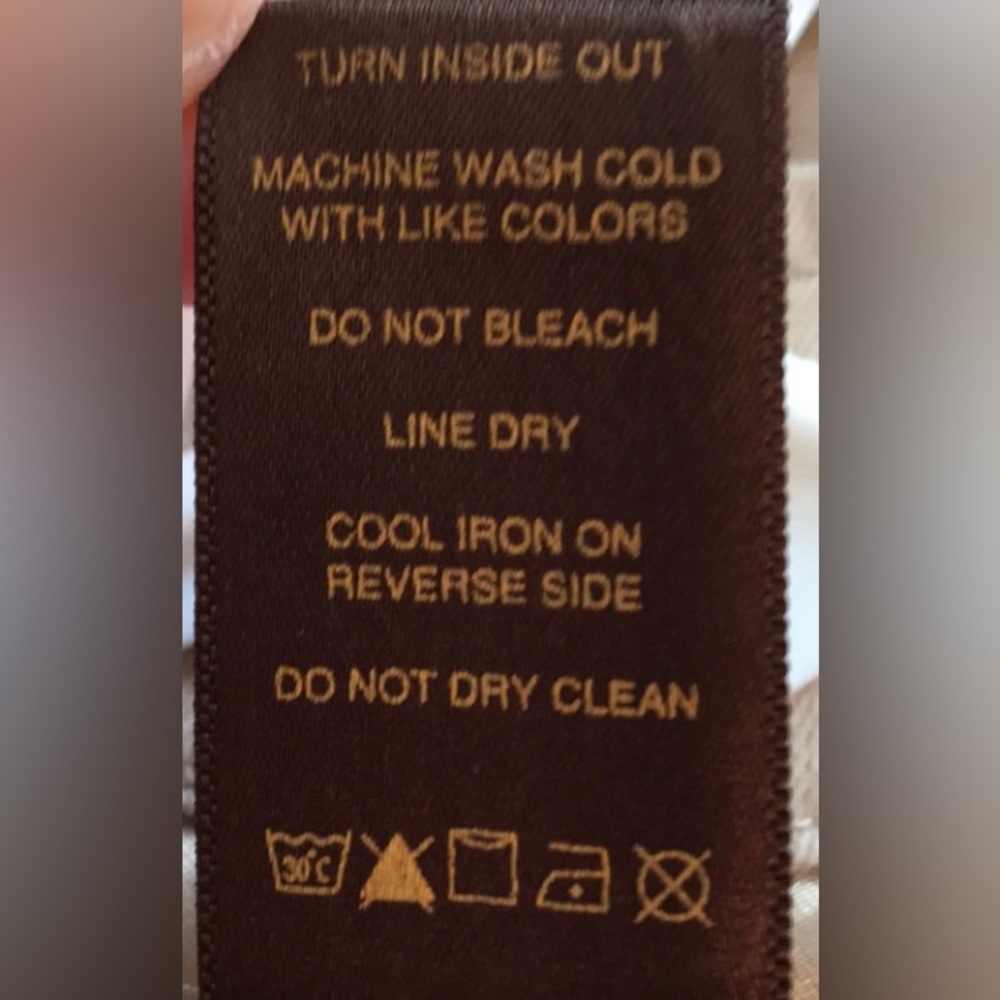 TURN INSIDE OUT
MACHINE WASH COLD
WITH LIKE COLORS
DO NOT BLEACH
LINE DRY
COOL IRON ON
REVERSE SIDE
DO NOT DRY CLEAN
30°C